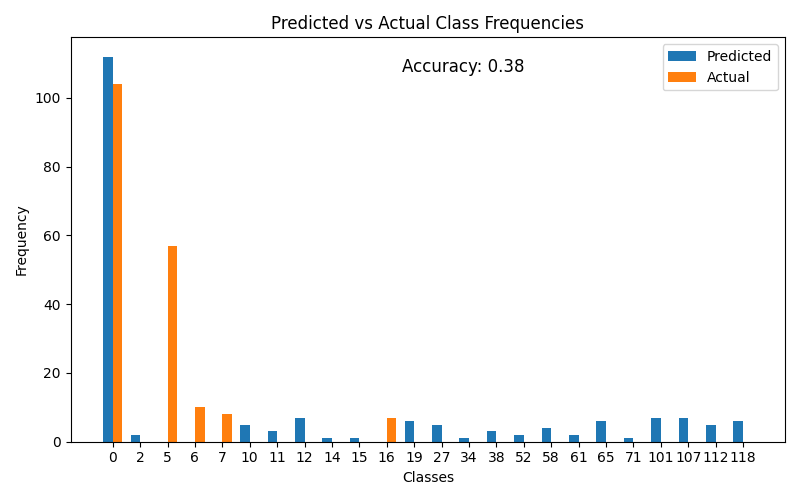 Predicted vs Actual Class Frequencies
Accuracy: 0.38
Predicted
Actual
Frequency
100
80
60
40
20
0
0 2 5 6 7 10 11 12 14 15 16 19 27 34 38 52 58 61 65 71 101 107 112 118
Classes